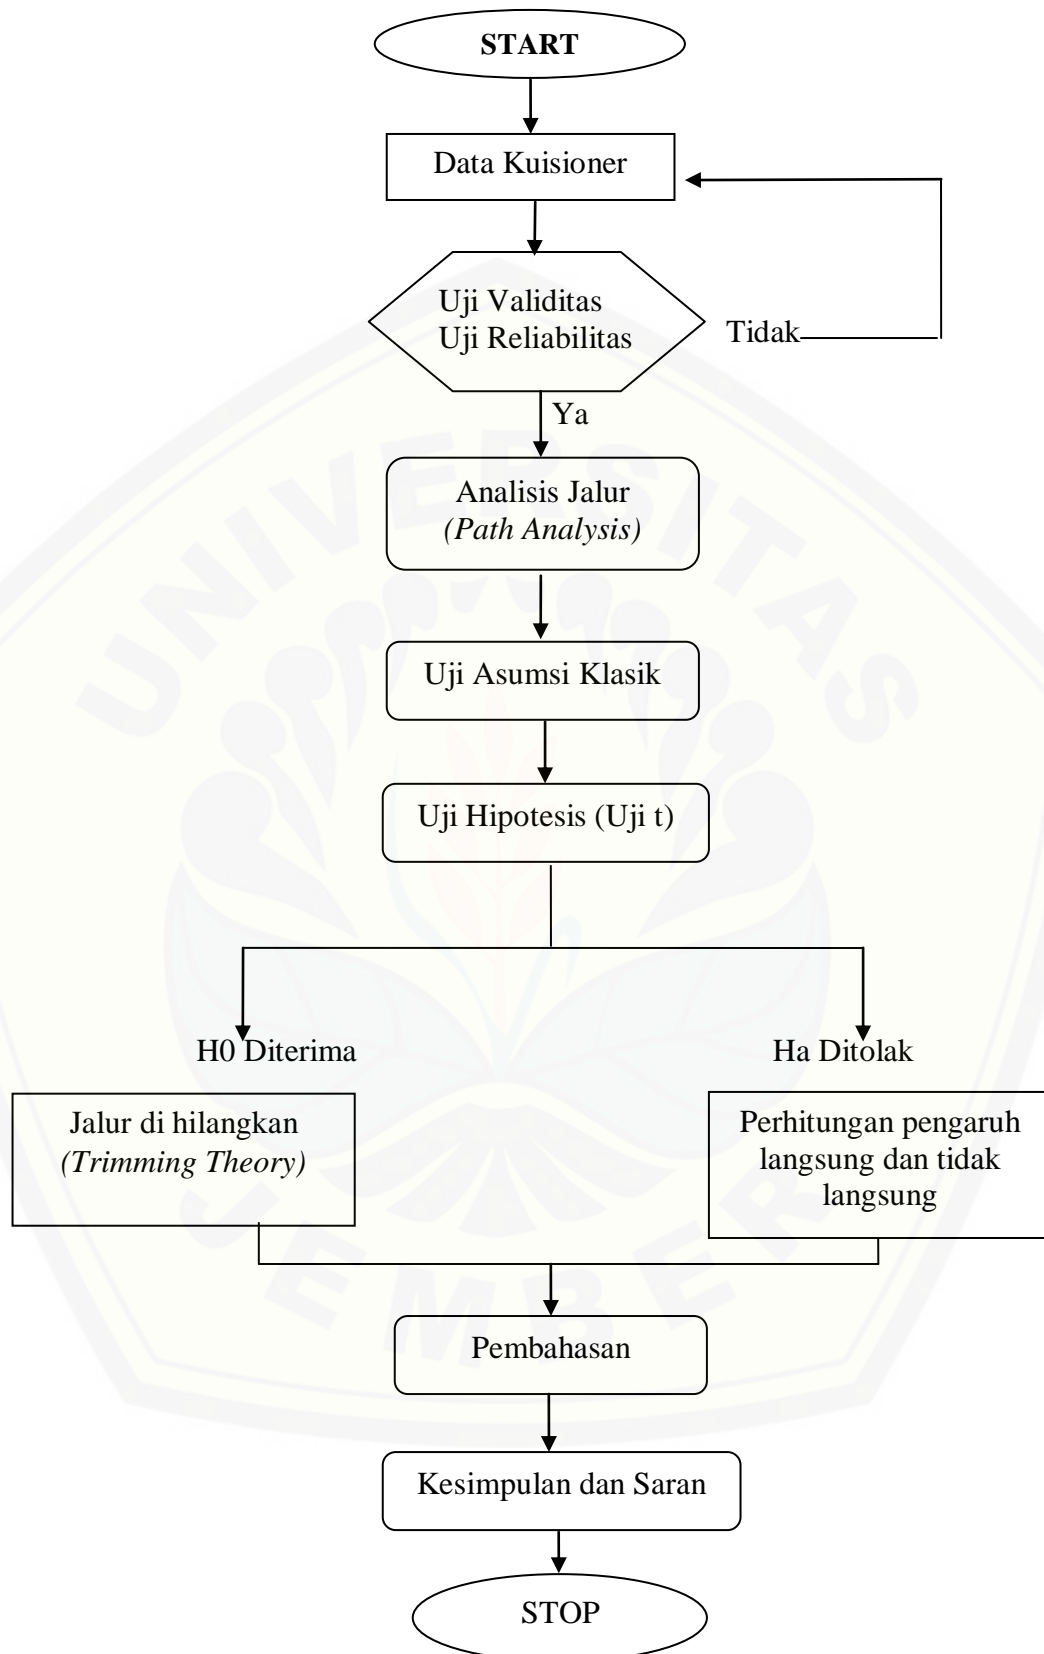 START
Data Kuisioner
Uji Validitas
Uji Reliabilitas
Tidak
Ya
Analisis Jalur
(Path Analysis)
Uji Asumsi Klasik
Uji Hipotesis (Uji t)
H0 Diterima
Ha Ditolak
Jalur di hilangkan
(Trimming Theory)
Perhitungan pengaruh
langsung dan tidak
langsung
Pembahasan
Kesimpulan dan Saran
STOP
UNIVERSITAS
JEMBER